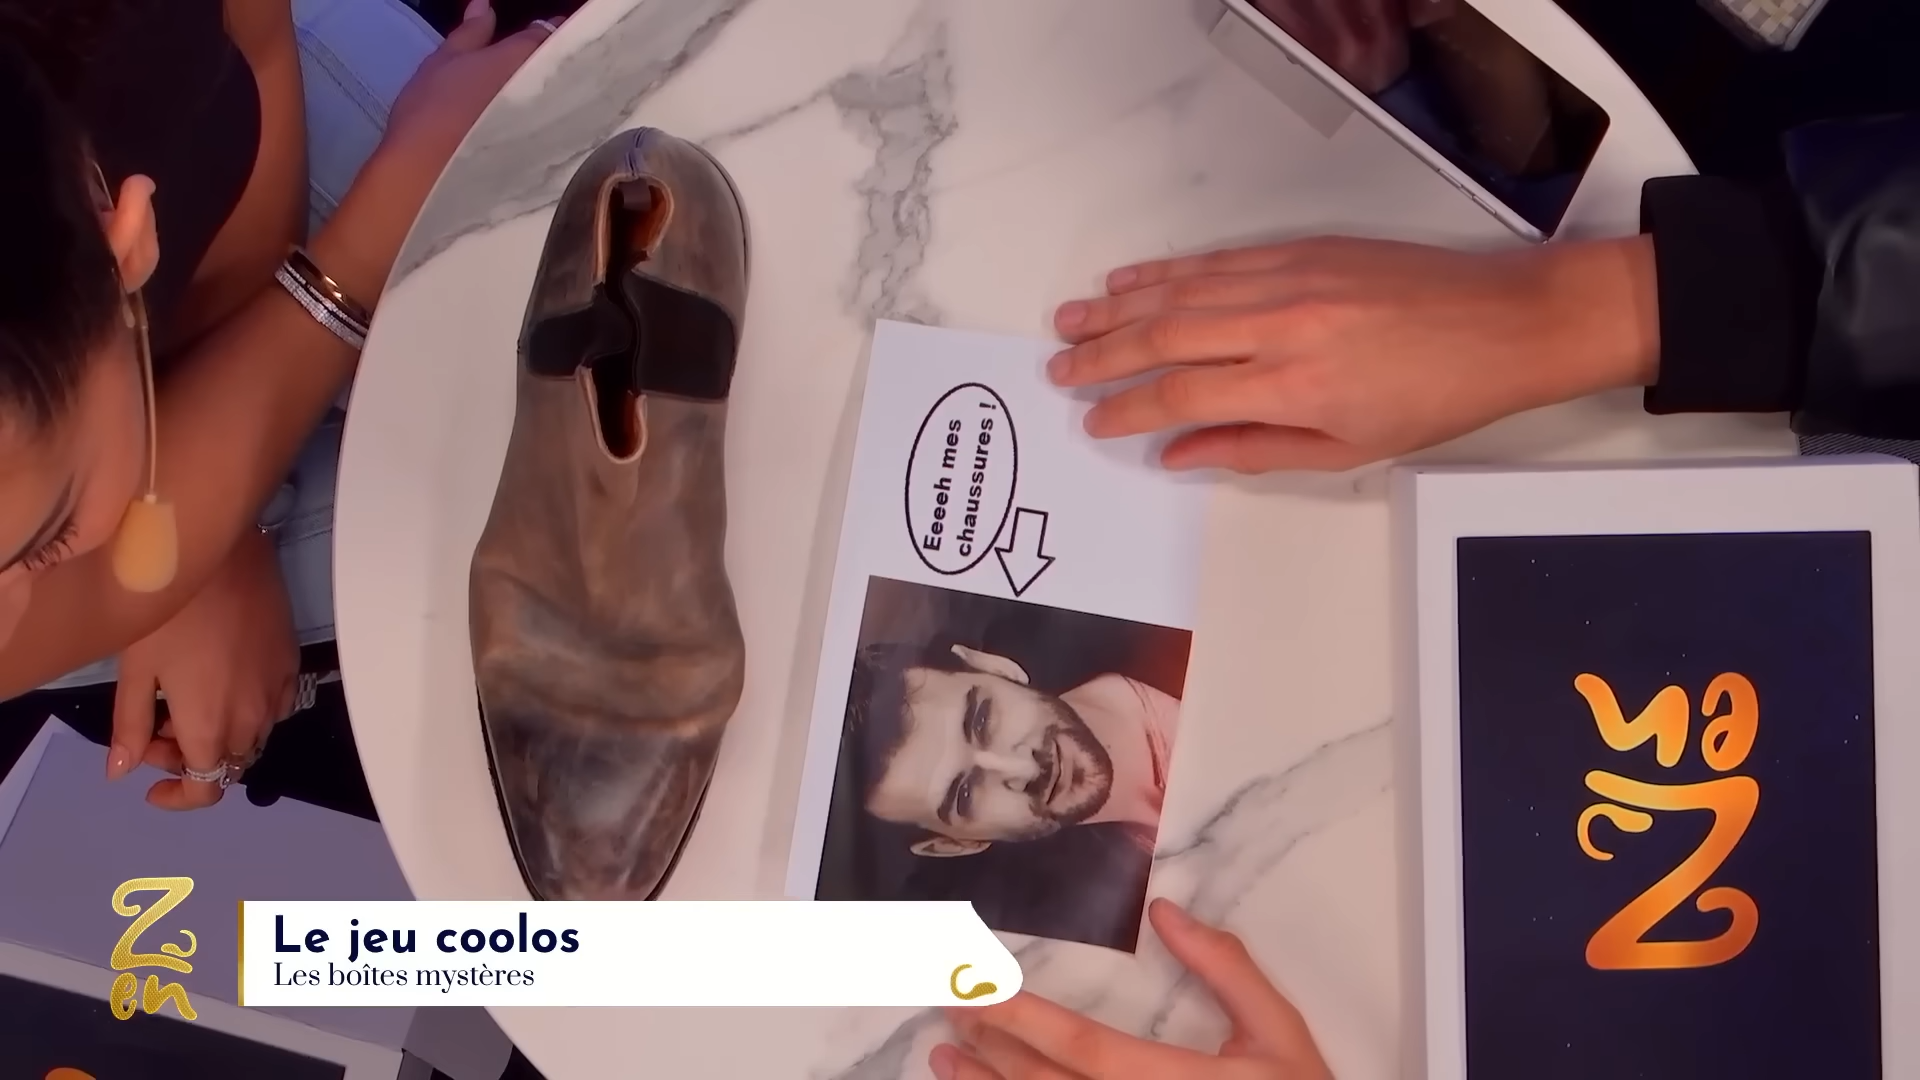 Eeeeh mes
chaussures !
Zen
Zen
Le jeu coolos
Les boîtes mystères